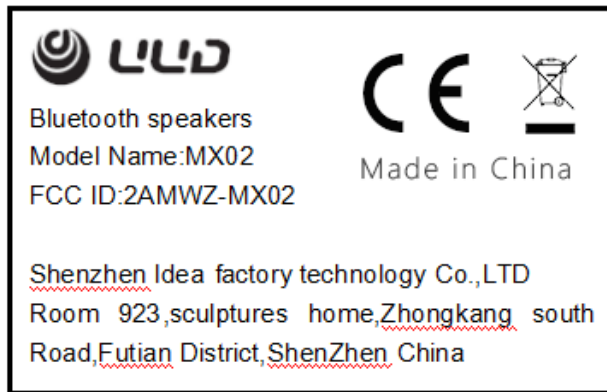 UUD
Bluetooth speakers
Model Name:MX02
FCC ID:2AMWZ-MX02
CE
Made in China
Shenzhen Idea factory technology Co.,LTD
Room 923,sculptures home,Zhongkang south
Road,Futian District,ShenZhen China